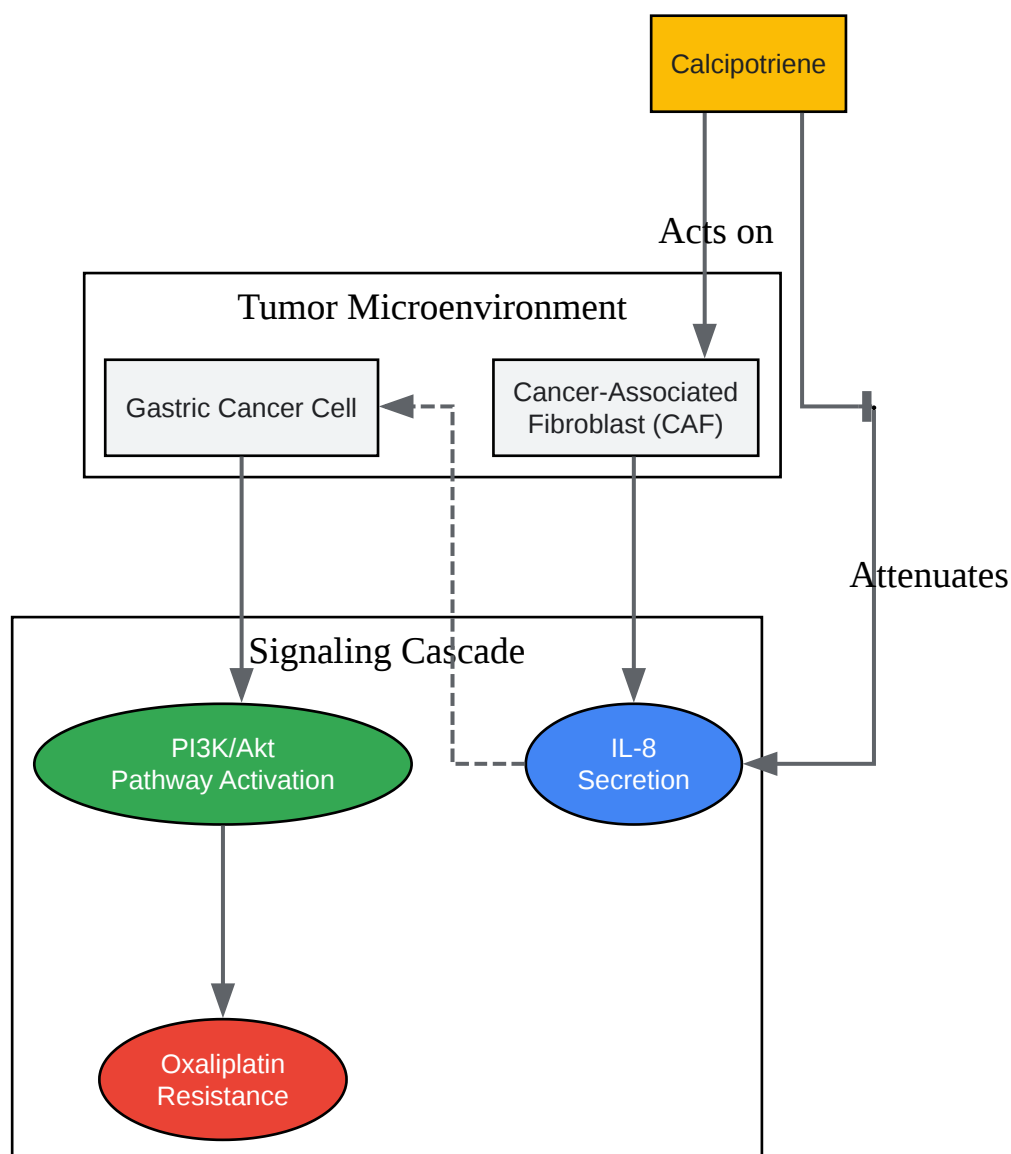 Calcipotriene
Acts on
Tumor Microenvironment
Gastric Cancer Cell
Cancer-Associated
Fibroblast (CAF)
Attenuates
Signaling Cascade
PI3K/Akt
Pathway Activation
IL-8
Secretion
Oxaliplatin
Resistance